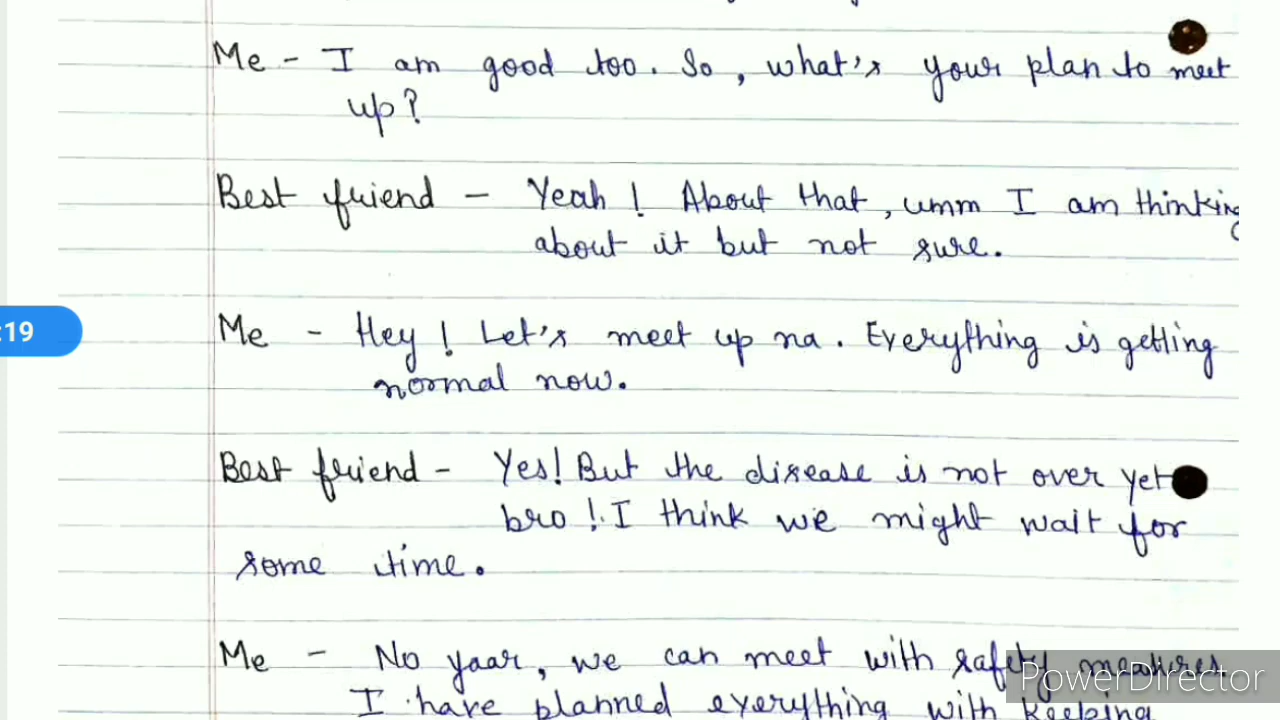 Me - I am good too. So, what's your plan to meet
up?
Best friend - Yeah! About that, umm I am thinking
about it but not sure.
:19
Me - Hey! Let's meet up na. Everything is getting
normal now.
Best friend - Yes! But the disease is not over yet
bro! I think we might wait for
some time.
Me - No yaar, we can meet with safety measures
PowerDirector
I have planned everything with keeping